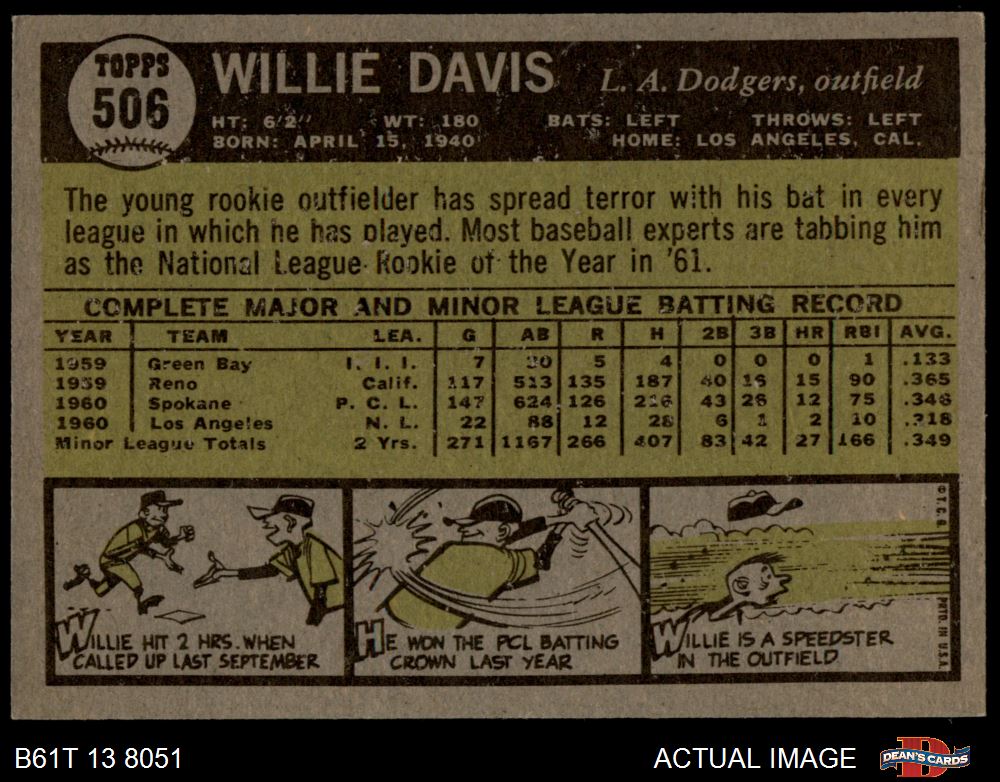 TOPPS
506
WILLIE DAVIS L. A. Dodgers, outfield
HT: 6'2" WT: 180 BATS: LEFT THROWS: LEFT
BORN: APRIL 15, 1940 HOME: LOS ANGELES, CAL.
The young rookie outfielder has spread terror with his bat in every
league in which he has played. Most baseball experts are tabbing him
as the National League Rookie of the Year in '61.
COMPLETE MAJOR AND MINOR LEAGUE BATTING RECORD
YEAR TEAM LEA. G AB R H 2B 3B HR RBI AVG.
1959 Green Bay I. I. I. 7 30 5 4 0 0 0 1 .133
1959 Reno Calif. 117 513 135 187 40 16 15 90 .365
1960 Spokane P. C. L. 147 624 126 216 43 26 12 75 .346
1960 Los Angeles N. L. 22 88 12 28 6 1 2 10 .318
Minor League Totals 2 Yrs. 271 1167 266 407 83 42 27 166 .349
WILLIE HIT 2 HRS. WHEN
CALLED UP LAST SEPTEMBER
HE WON THE PCL BATTING
CROWN LAST YEAR
WILLIE IS A SPEEDSTER
IN THE OUTFIELD
© T. C. G.
PRTD. IN U.S.A.
B61T 13 8051 ACTUAL IMAGE DEAN'S CARDS